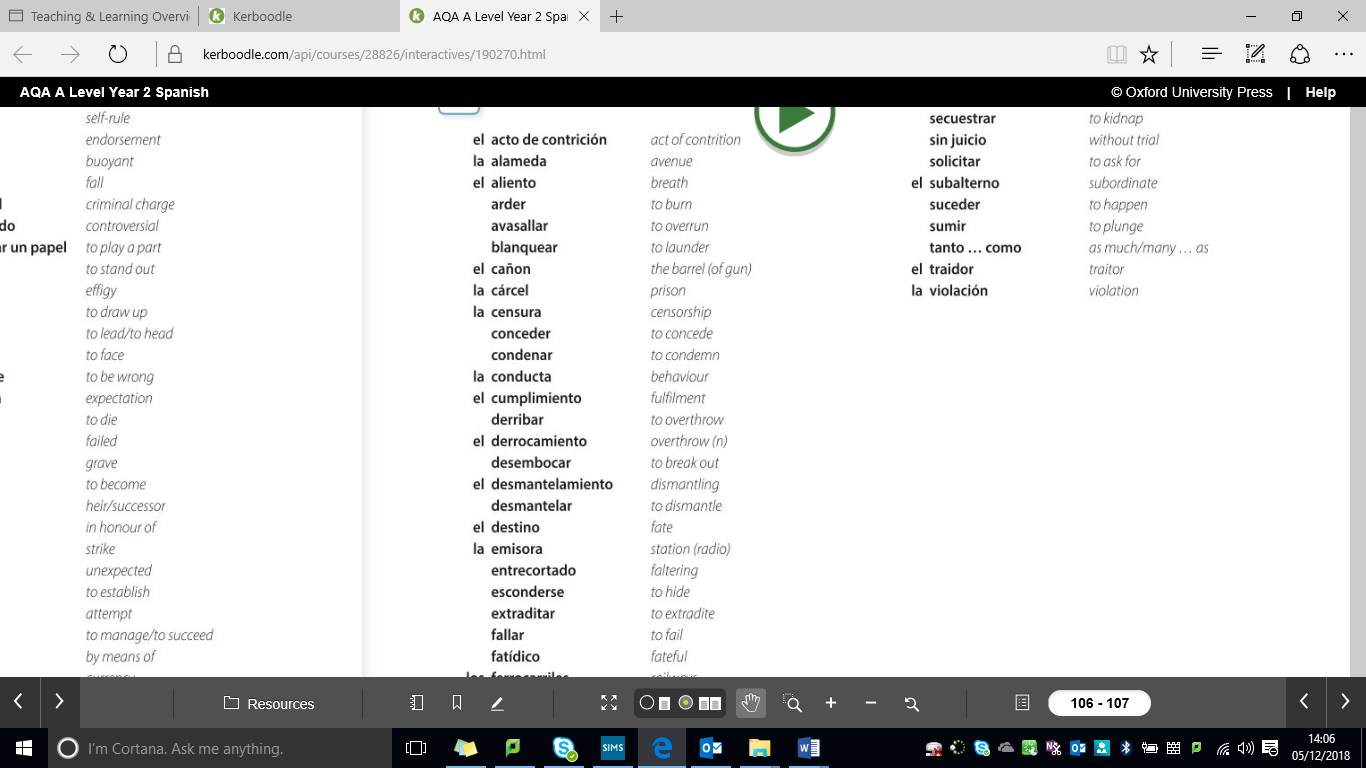 Teaching & Learning Overvi
Kerboodle
AQA A Level Year 2 Spa
kerboodle.com/api/courses/28826/interactives/190270.html
AQA A Level Year 2 Spanish
© Oxford University Press | Help
self-rule
endorsement
buoyant
fall
criminal charge
do controversial
r un papel to play a part
to stand out
effigy
to draw up
to lead/to head
to face
e to be wrong
expectation
to die
failed
grave
to become
heir/successor
in honour of
strike
unexpected
to establish
attempt
to manage/to succeed
by means of
currency
el acto de contrición act of contrition
la alameda avenue
el aliento breath
arder to burn
avasallar to overrun
blanquear to launder
el cañon the barrel (of gun)
la cárcel prison
la censura censorship
conceder to concede
condenar to condemn
la conducta behaviour
el cumplimiento fulfilment
derribar to overthrow
el derrocamiento overthrow (n)
desembocar to break out
el desmantelamiento dismantling
desmantelar to dismantle
el destino fate
la emisora station (radio)
entrecortado faltering
esconderse to hide
extraditar to extradite
fallar to fail
fatídico fateful
los ferrocarriles railways
secuestrar to kidnap
sin juicio without trial
solicitar to ask for
el subalterno subordinate
suceder to happen
sumir to plunge
tanto ... como as much/many ... as
el traidor traitor
la violación violation
Resources
106 - 107
I'm Cortana. Ask me anything.
SIMS
14:06
05/12/2018